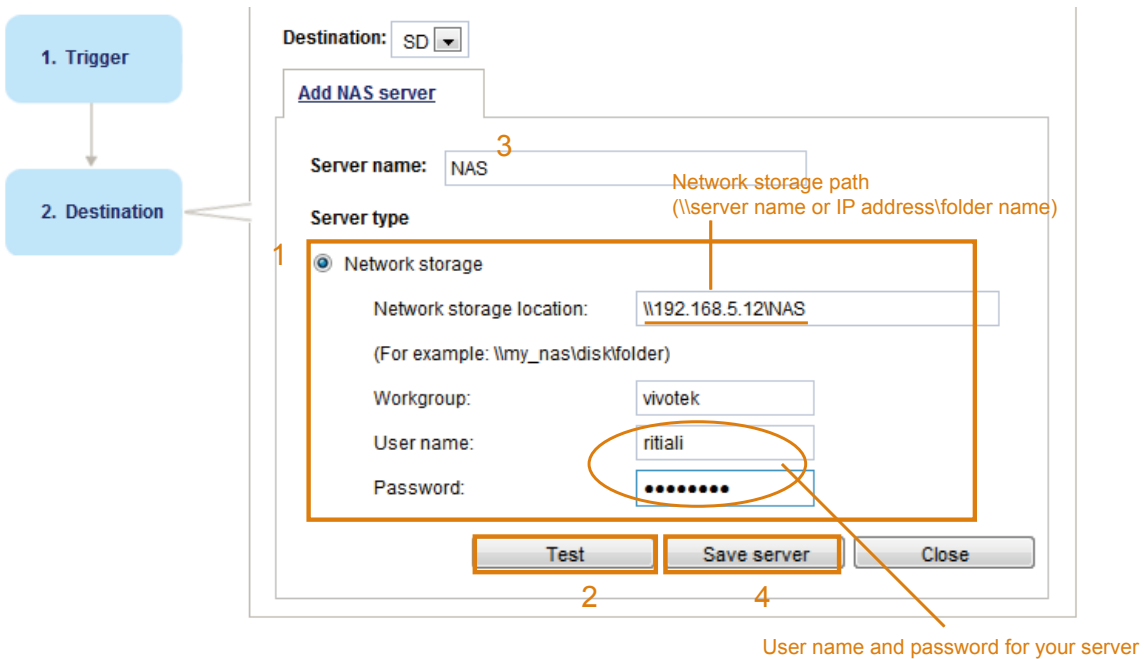 1. Trigger
2. Destination
Destination: SD
Add NAS server
3
Server name: NAS
Network storage path
(\\server name or IP address\folder name)
Server type
1
Network storage
Network storage location: \\192.168.5.12\NAS
(For example: \\my_nas\disk\folder)
Workgroup: vivotek
User name: ritiali
Password: ●●●●●●●●
Test Save server Close
2 4
User name and password for your server